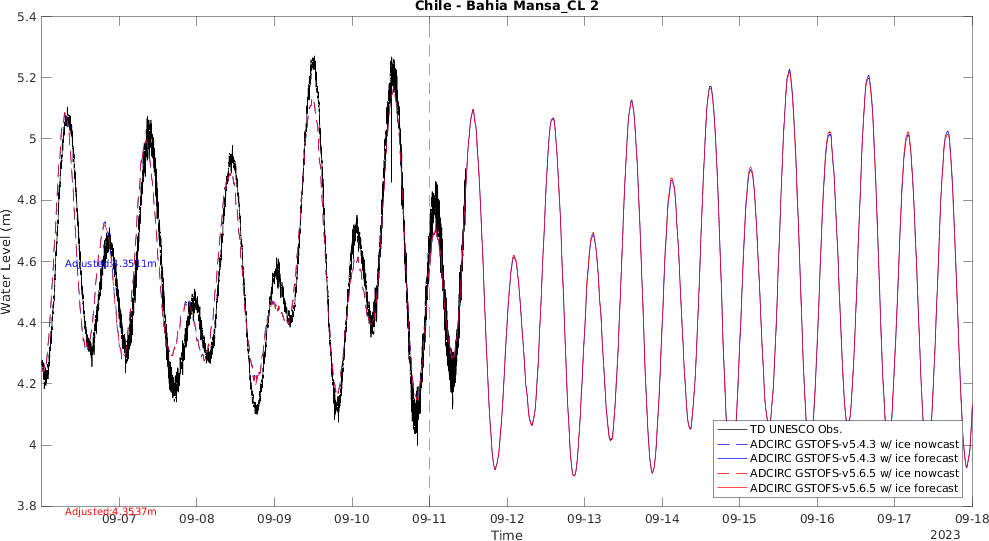 Chile - Bahia Mansa_CL 2
5.4
5.2
5
4.8
4.6
4.4
4.2
4
3.8
Water Level (m)
Adjusted:4.3511m
Adjusted:4.3537m
TD UNESCO Obs.
ADCIRC GSTOFS-v5.4.3 w/ ice nowcast
ADCIRC GSTOFS-v5.4.3 w/ ice forecast
ADCIRC GSTOFS-v5.6.5 w/ ice nowcast
ADCIRC GSTOFS-v5.6.5 w/ ice forecast
09-07 09-08 09-09 09-10 09-11 09-12 09-13 09-14 09-15 09-16 09-17 09-18
Time
2023